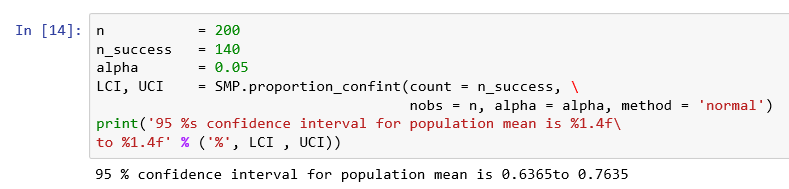 In [14]: n = 200
n_success = 140
alpha = 0.05
LCI, UCI = SMP.proportion_confint(count = n_success, \
nobs = n, alpha = alpha, method = 'normal')
print('95 %s confidence interval for population mean is %1.4f\
to %1.4f' % ('%', LCI , UCI))
95 % confidence interval for population mean is 0.6365to 0.7635